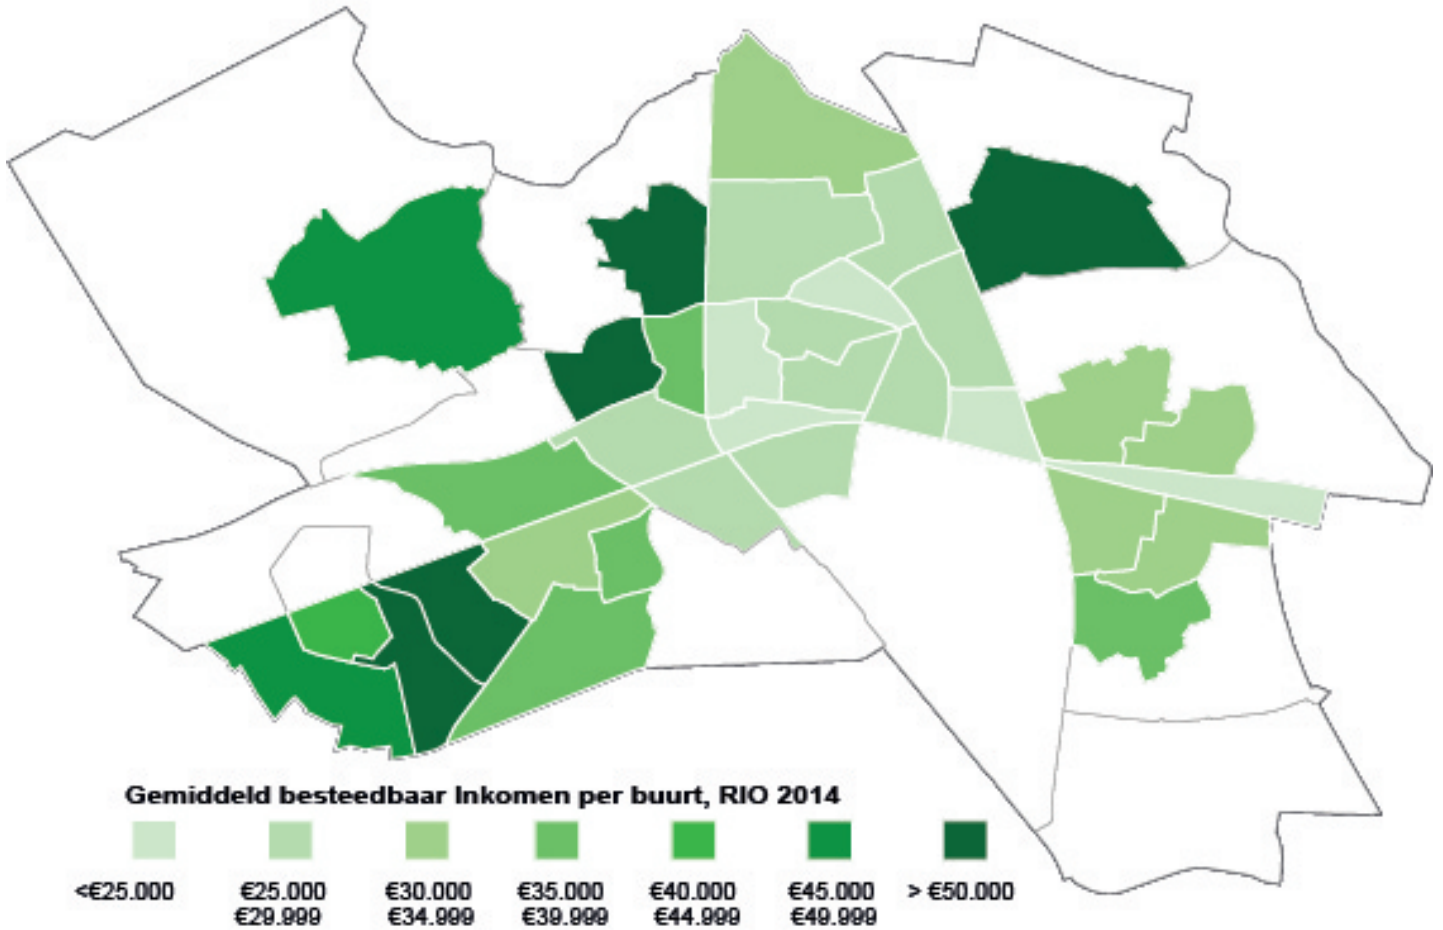 Gemiddeld besteedbaar Inkomen per buurt, RIO 2014
<€25.000 €25.000 €30.000 €35.000 €40.000 €45.000 > €50.000
€29.999 €34.999 €39.999 €44.999 €49.999